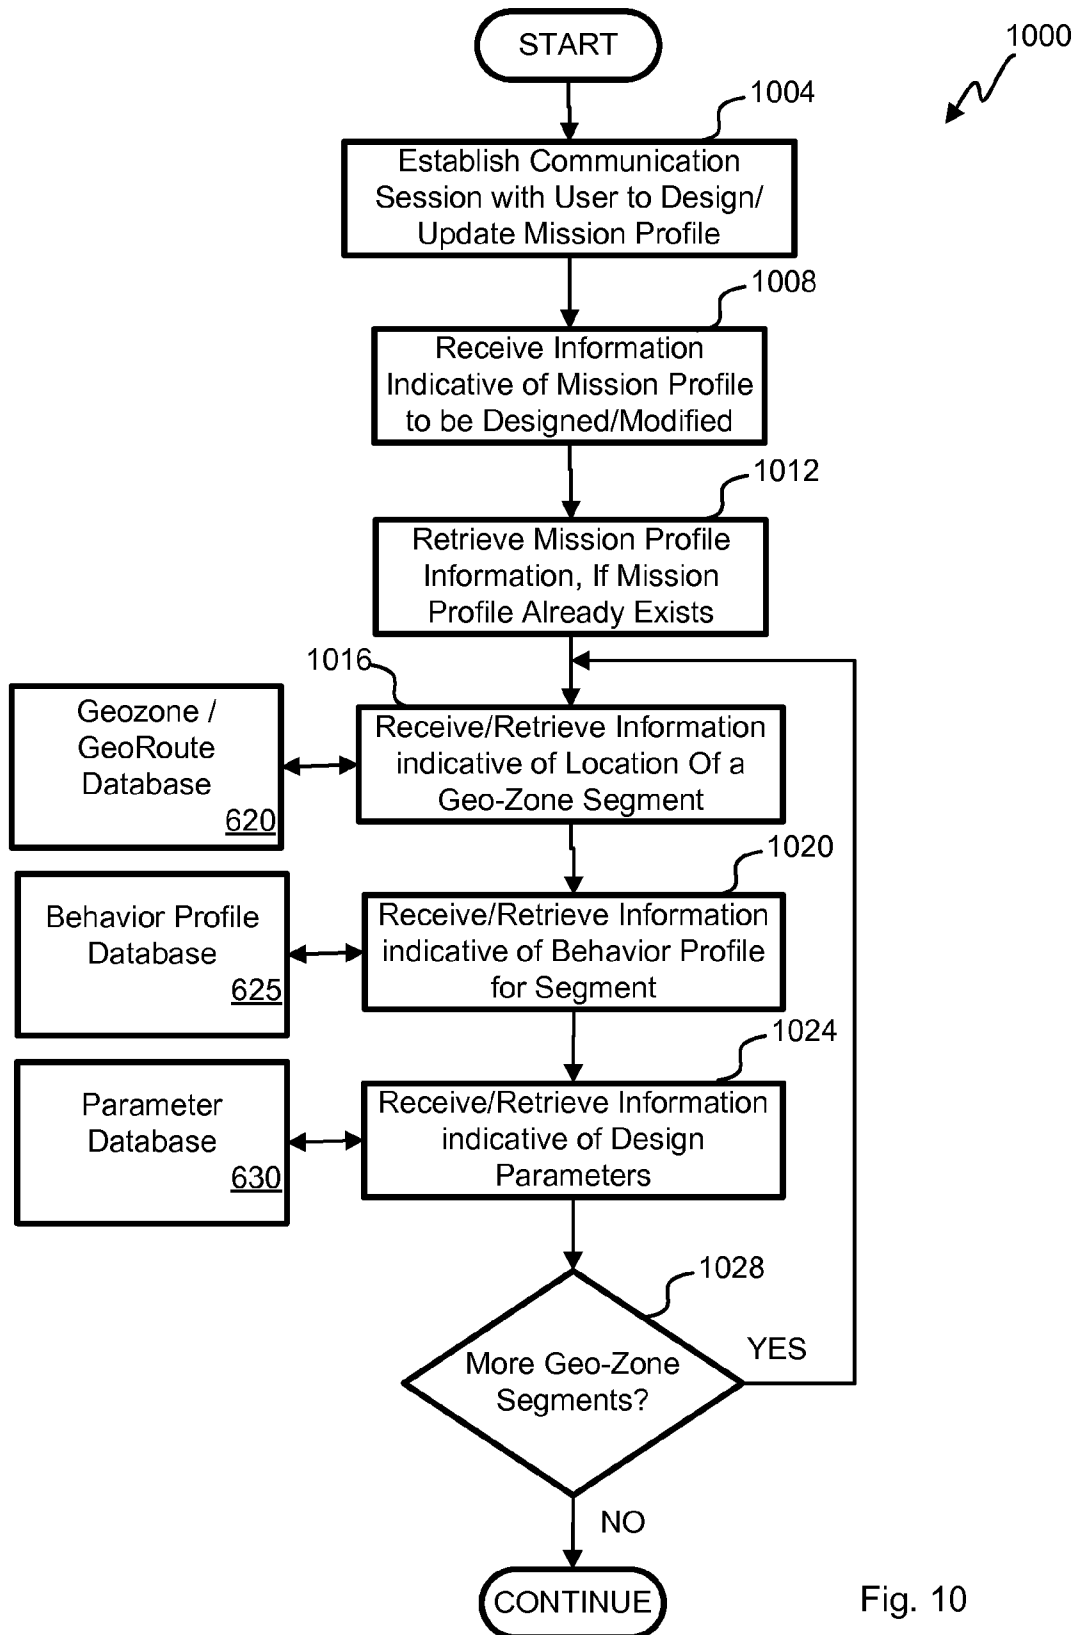 START
1000
1004
Establish Communication
Session with User to Design/
Update Mission Profile
1008
Receive Information
Indicative of Mission Profile
to be Designed/Modified
1012
Retrieve Mission Profile
Information, If Mission
Profile Already Exists
1016
Geozone /
GeoRoute
Database
620
Receive/Retrieve Information
indicative of Location Of a
Geo-Zone Segment
1020
Behavior Profile
Database
625
Receive/Retrieve Information
indicative of Behavior Profile
for Segment
1024
Parameter
Database
630
Receive/Retrieve Information
indicative of Design
Parameters
1028
More Geo-Zone
Segments?
YES
NO
CONTINUE
Fig. 10